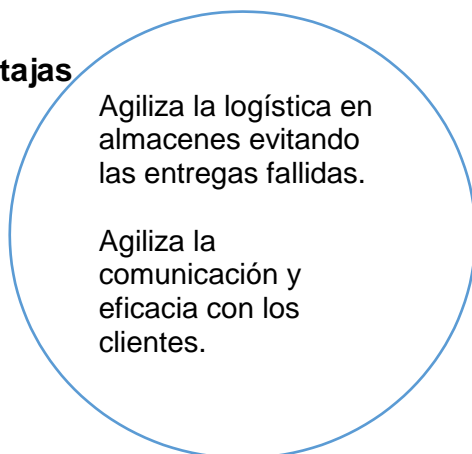 tajas
Agiliza la logística en
almacenes evitando
las entregas fallidas.
Agiliza la
comunicación y
eficacia con los
clientes.